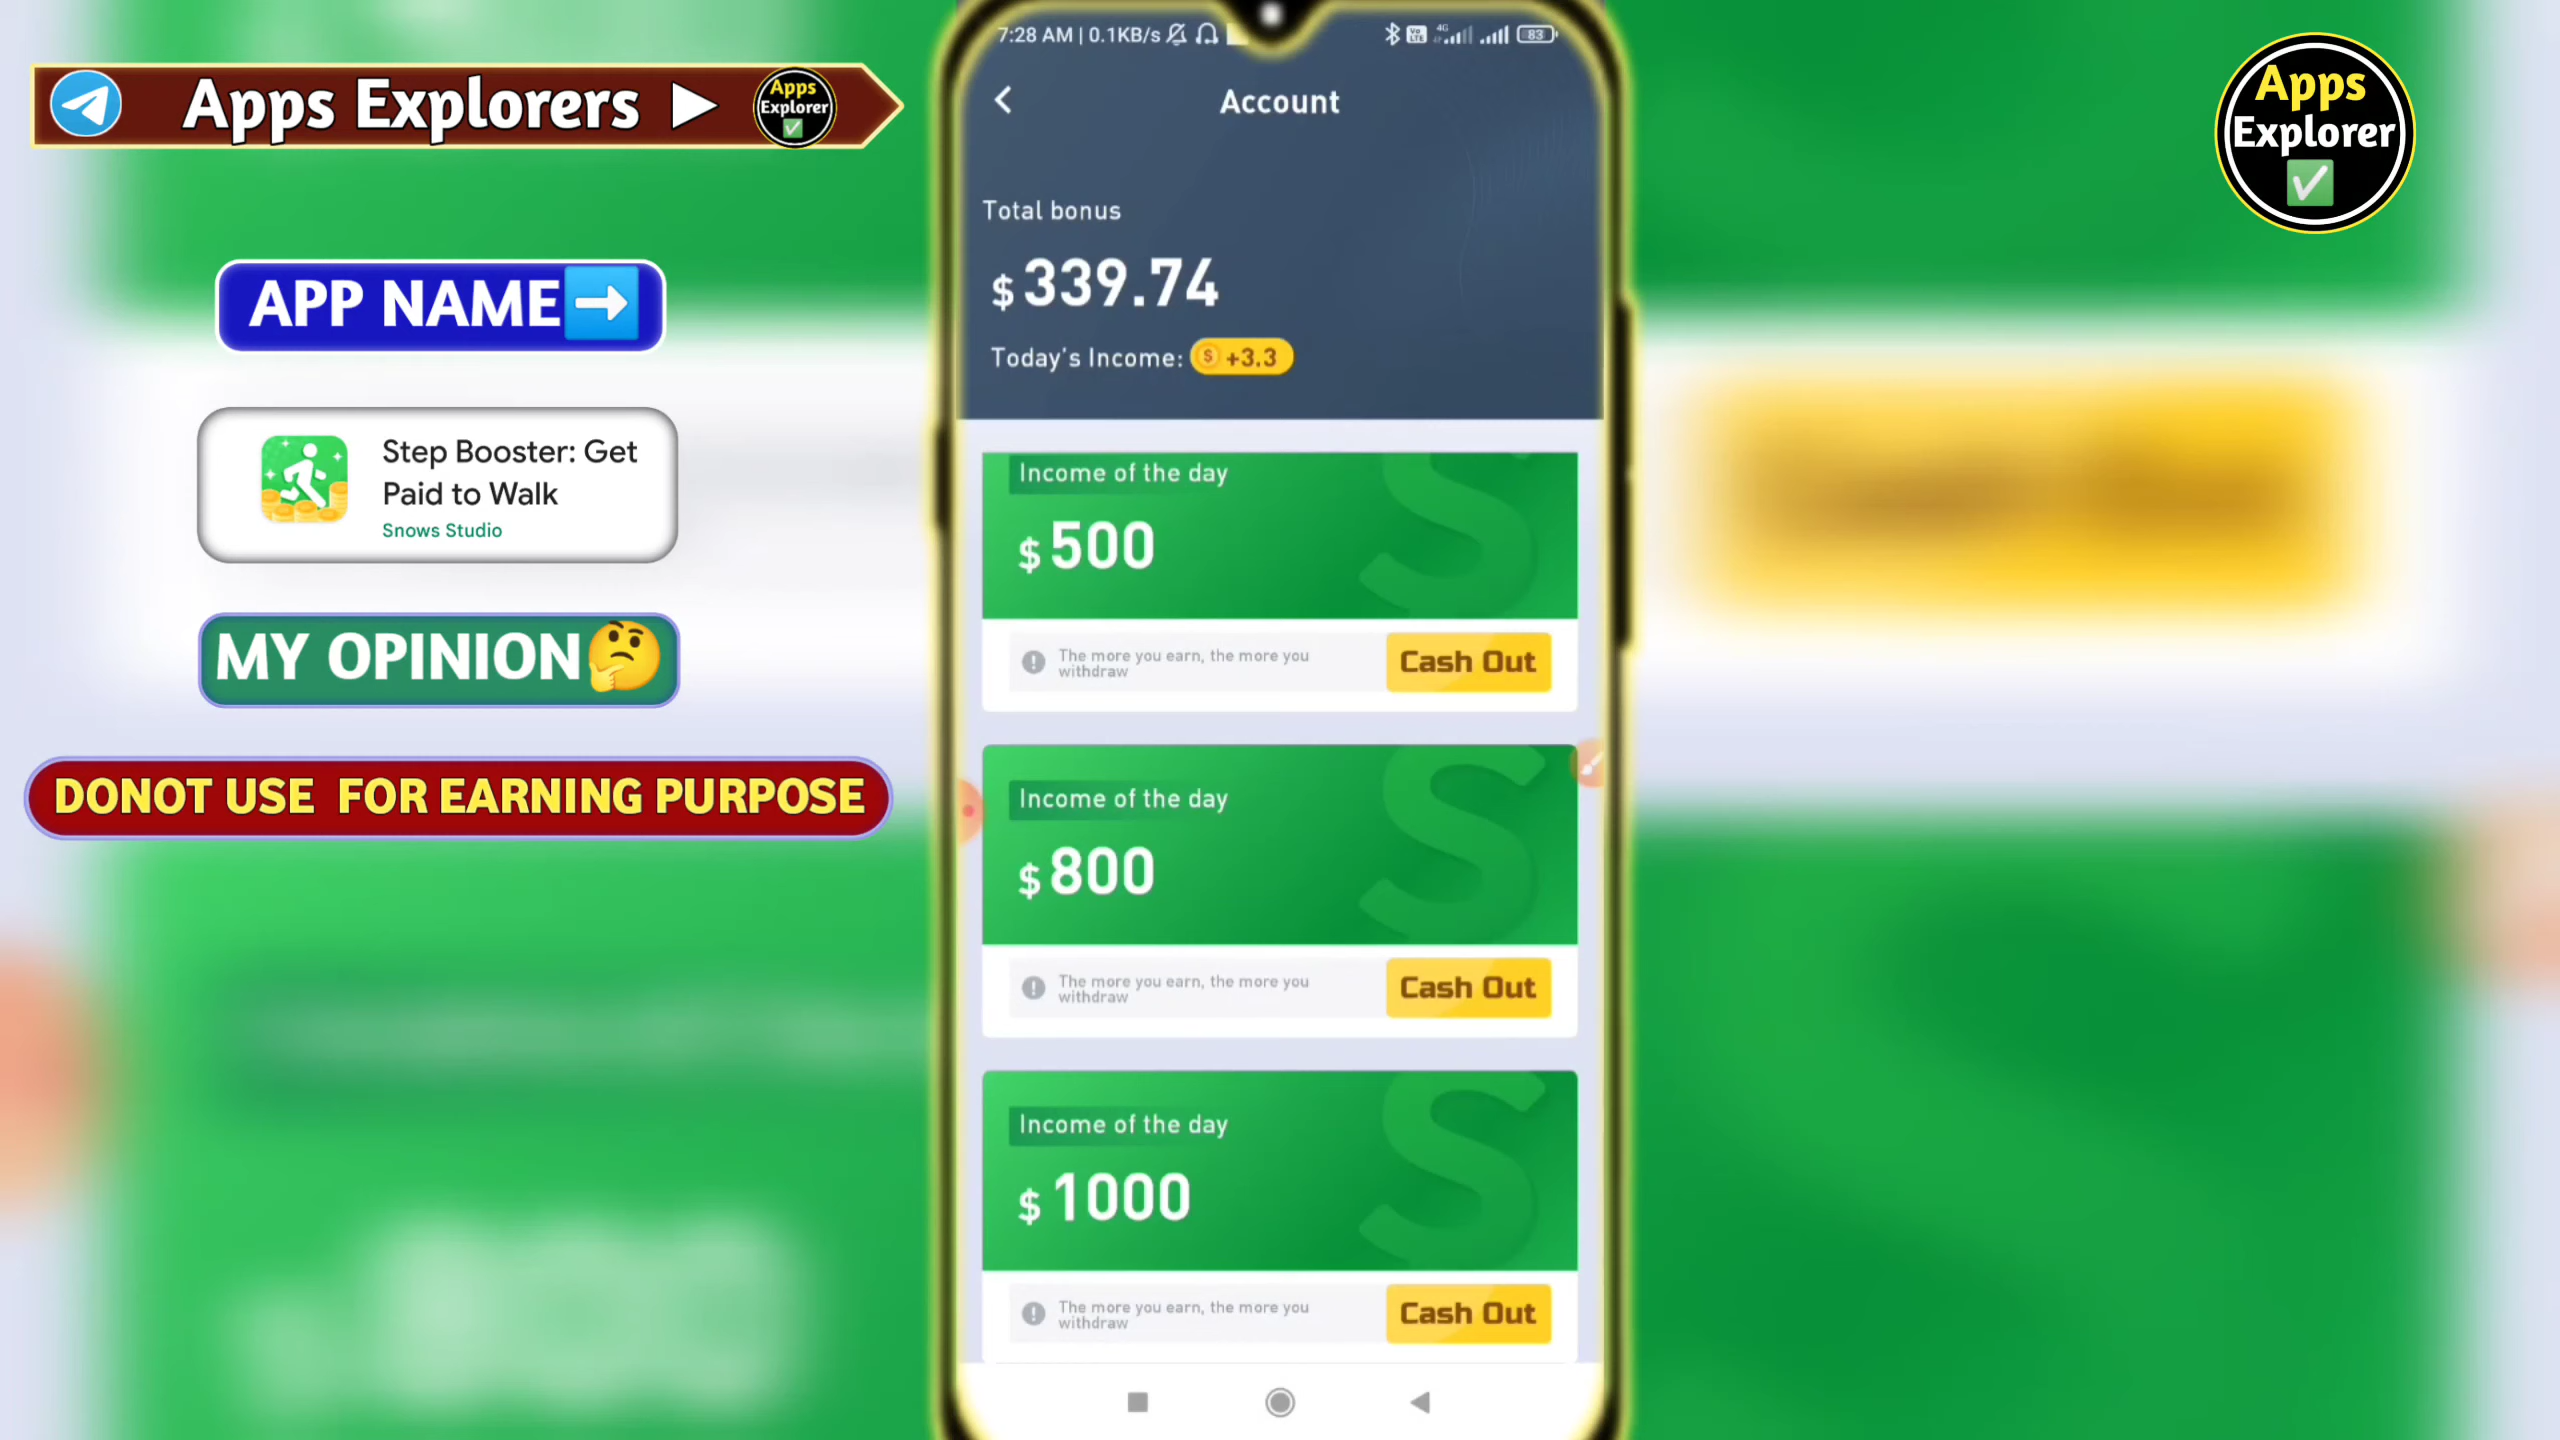 Apps Explorers
Apps
Explorer
APP NAME
Step Booster: Get
Paid to Walk
Snows Studio
MY OPINION
DONOT USE FOR EARNING PURPOSE
7:28 AM | 0.1KB/s
Vo
LTE
4G
83
Account
Total bonus
$339.74
Today's Income: $ +3.3
Income of the day
$500
The more you earn, the more you
withdraw
Cash Out
Income of the day
$800
The more you earn, the more you
withdraw
Cash Out
Income of the day
$1000
The more you earn, the more you
withdraw
Cash Out
Apps
Explorer